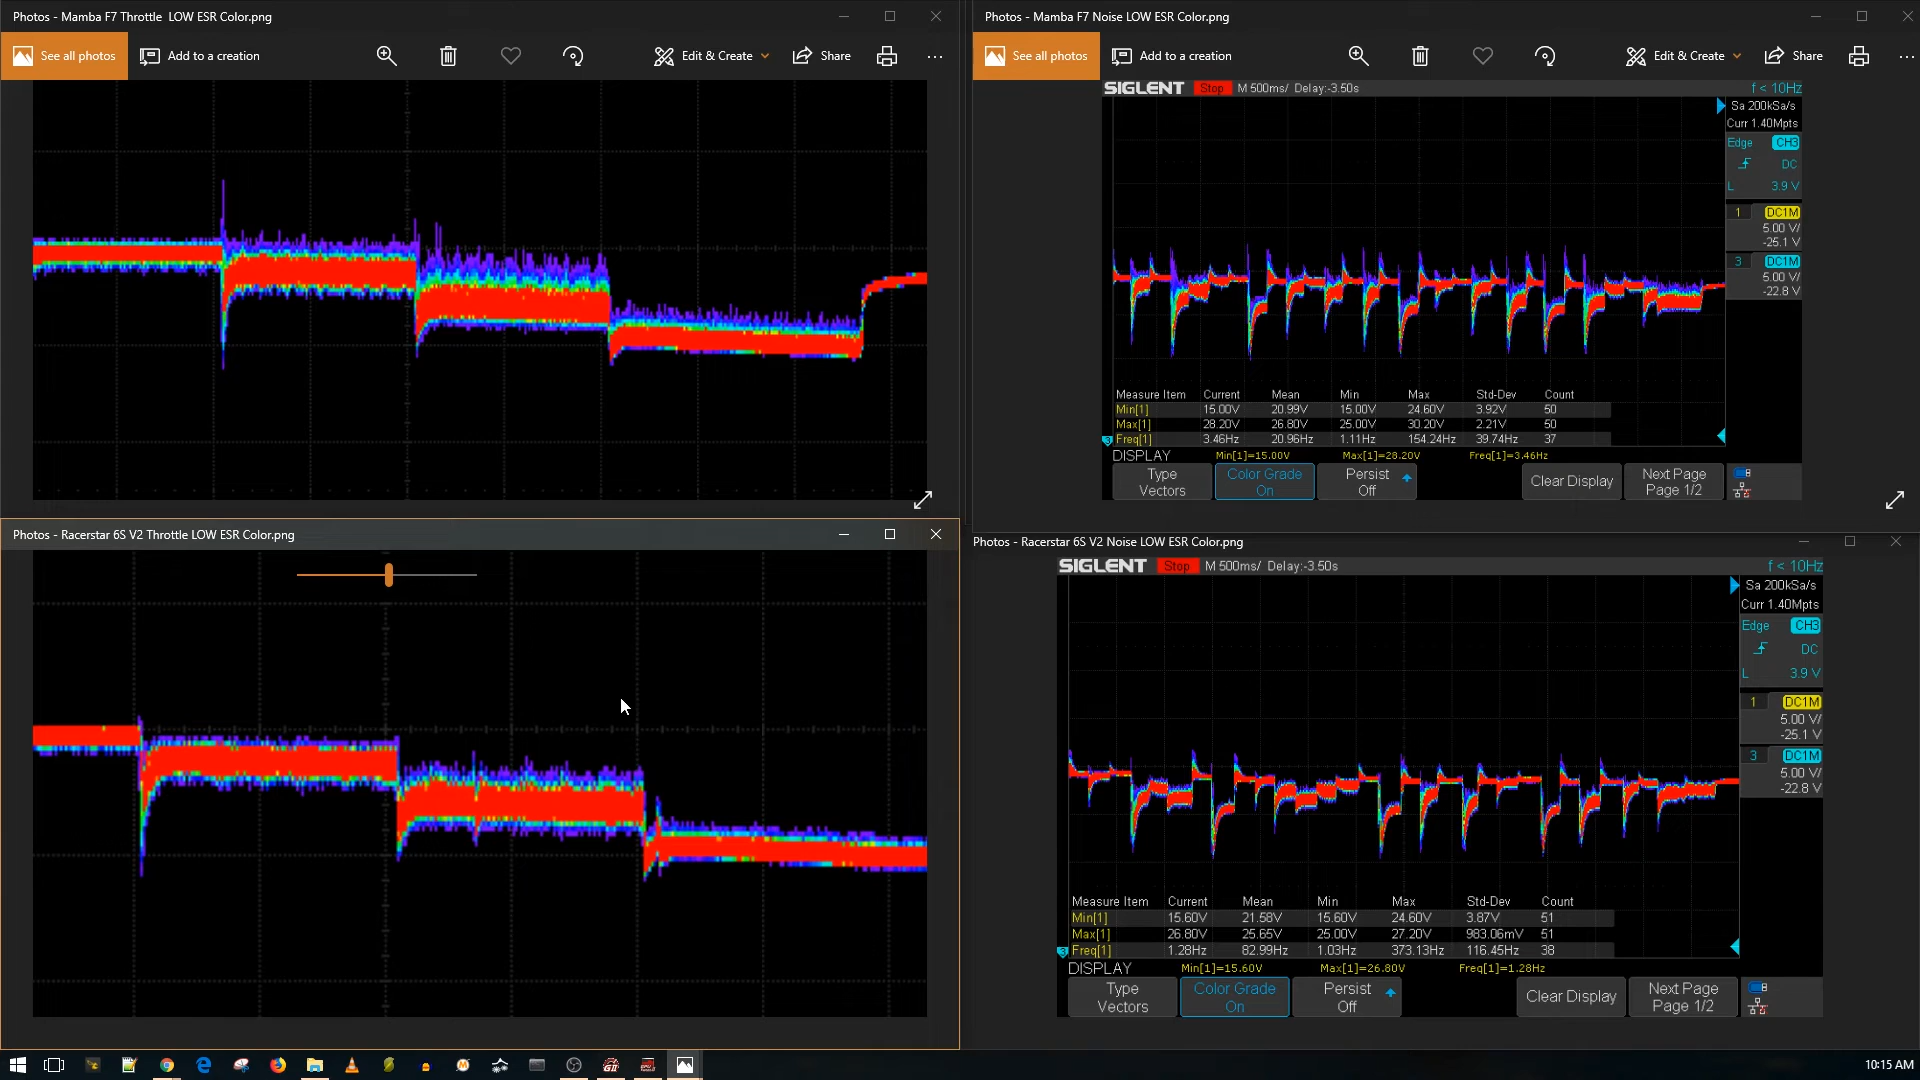 Photos - Mamba F7 Throttle  LOW ESR Color.png
See all photos
Add to a creation
Edit & Create
Share
Photos - Mamba F7 Noise LOW ESR Color.png
See all photos
Add to a creation
Edit & Create
Share
SIGLENT Stop M 500ms/ Delay:-3.50s
f < 10Hz
Sa 200kSa/s
Curr 1.40Mpts
Edge CH3
DC
L 3.9 V
1 DC1M
5.00 V/
-25.1 V
3 DC1M
5.00 V/
-22.8 V
Measure Item Current Mean Min Max Std-Dev Count
Min[1] 15.00V 20.99V 15.00V 24.60V 3.92V 50
Max[1] 28.20V 26.80V 25.00V 30.20V 2.21V 50
3 Freq[1] 3.46Hz 20.96Hz 1.11Hz 154.24Hz 39.74Hz 37
DISPLAY Min[1]=15.00V Max[1]=28.20V Freq[1]=3.46Hz
Type
Vectors
Color Grade
On
Persist
Off
Clear Display
Next Page
Page 1/2
Photos - Racerstar 6S V2 Throttle LOW ESR Color.png
Photos - Racerstar 6S V2 Noise LOW ESR Color.png
SIGLENT Stop M 500ms/ Delay:-3.50s
f < 10Hz
Sa 200kSa/s
Curr 1.40Mpts
Edge CH3
DC
L 3.9 V
1 DC1M
5.00 V/
-25.1 V
3 DC1M
5.00 V/
-22.8 V
Measure Item Current Mean Min Max Std-Dev Count
Min[1] 15.60V 21.58V 15.60V 24.60V 3.87V 51
Max[1] 26.80V 25.65V 25.00V 27.20V 983.06mV 51
3 Freq[1] 1.28Hz 82.99Hz 1.03Hz 373.13Hz 116.45Hz 38
DISPLAY Min[1]=15.60V Max[1]=26.80V Freq[1]=1.28Hz
Type
Vectors
Color Grade
On
Persist
Off
Clear Display
Next Page
Page 1/2
10:15 AM